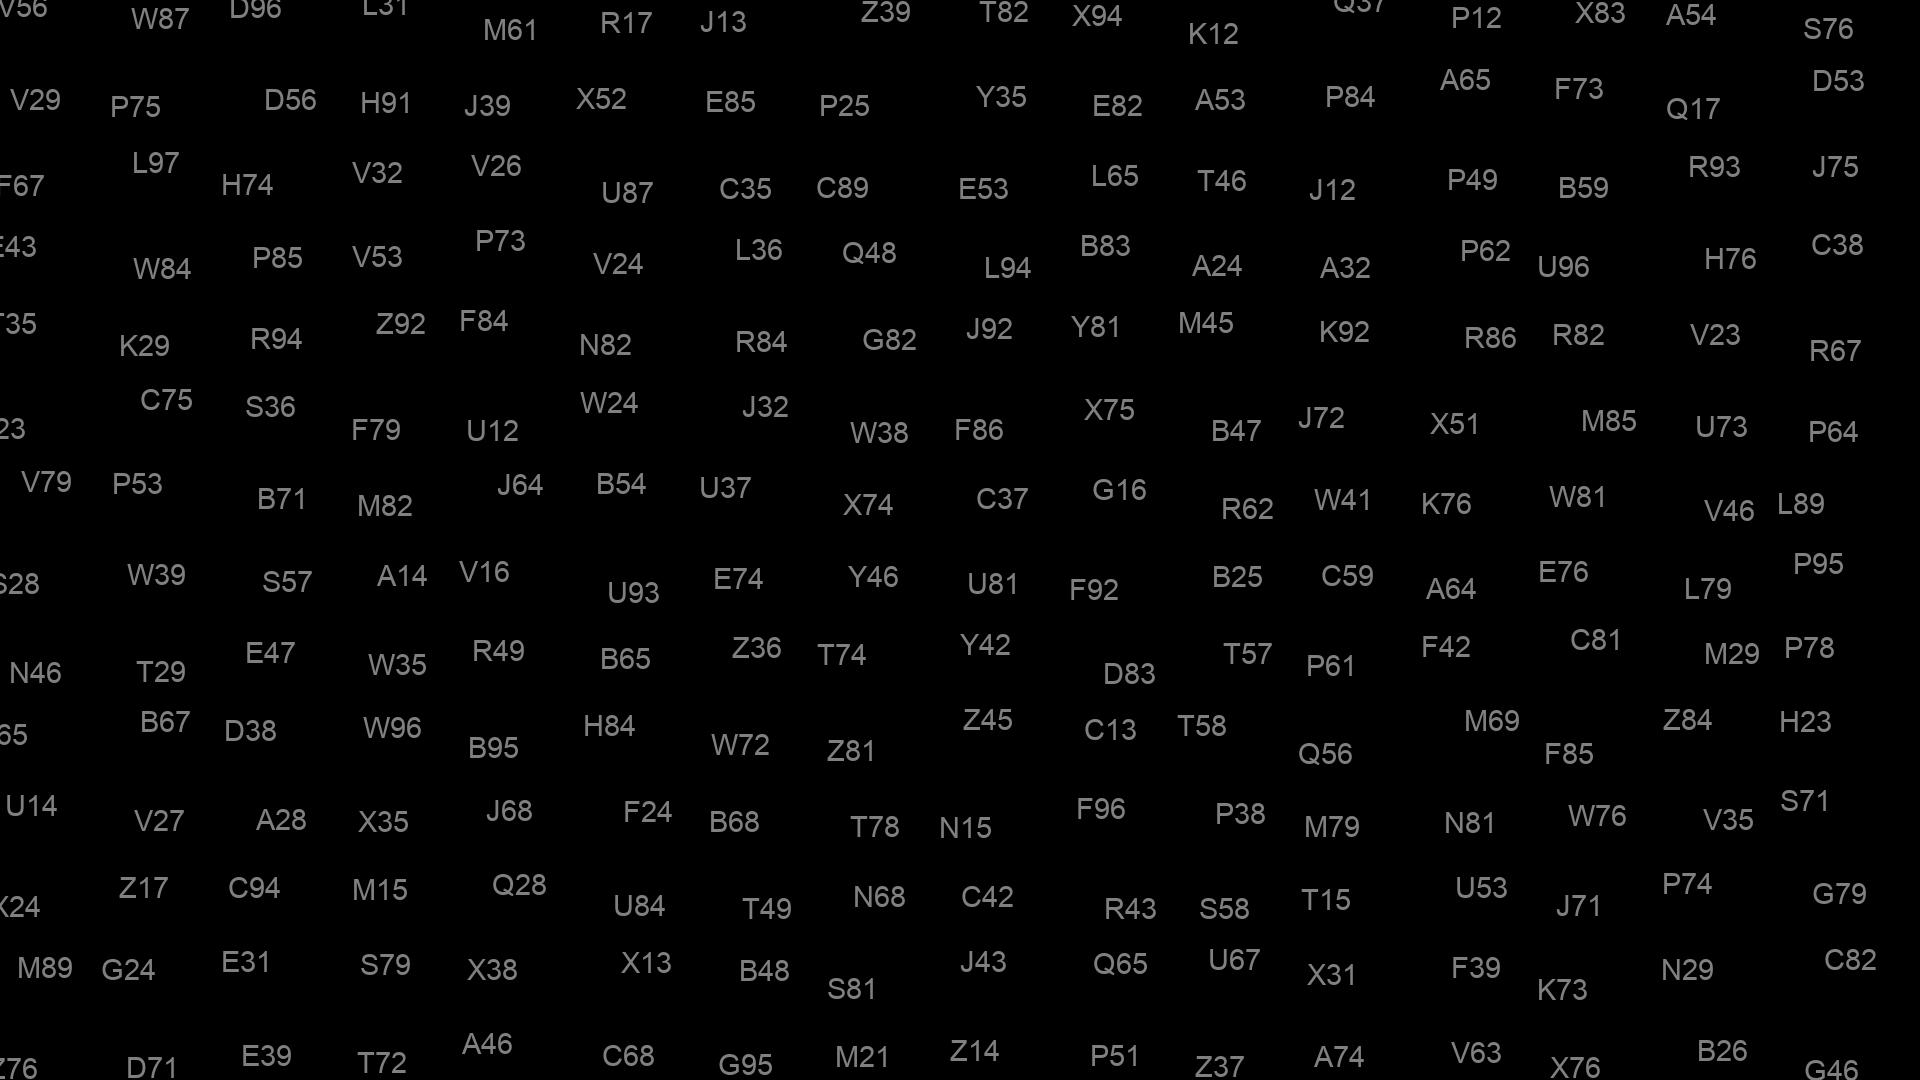 V56 W87 D96 L31 M61 R17 J13 Z39 T82 X94 K12 Q37 P12 X83 A54 S76
V29 P75 D56 H91 J39 X52 E85 P25 Y35 E82 A53 P84 A65 F73 Q17 D53
F67 L97 H74 V32 V26 U87 C35 C89 E53 L65 T46 J12 P49 B59 R93 J75
E43 W84 P85 V53 P73 V24 L36 Q48 L94 B83 A24 A32 P62 U96 H76 C38
T35 K29 R94 Z92 F84 N82 R84 G82 J92 Y81 M45 K92 R86 R82 V23 R67
23 C75 S36 F79 U12 W24 J32 W38 F86 X75 B47 J72 X51 M85 U73 P64
V79 P53 B71 M82 J64 B54 U37 X74 C37 G16 R62 W41 K76 W81 V46 L89
S28 W39 S57 A14 V16 U93 E74 Y46 U81 F92 B25 C59 A64 E76 L79 P95
N46 T29 E47 W35 R49 B65 Z36 T74 Y42 D83 T57 P61 F42 C81 M29 P78
65 B67 D38 W96 B95 H84 W72 Z81 Z45 C13 T58 Q56 M69 F85 Z84 H23
U14 V27 A28 X35 J68 F24 B68 T78 N15 F96 P38 M79 N81 W76 V35 S71
Z17 C94 M15 Q28 U84 T49 N68 C42 R43 S58 T15 U53 J71 P74 G79
M89 G24 E31 S79 X38 X13 B48 S81 J43 Q65 U67 X31 F39 K73 N29 C82
Z76 D71 E39 T72 A46 C68 G95 M21 Z14 P51 Z37 A74 V63 X76 B26 G46